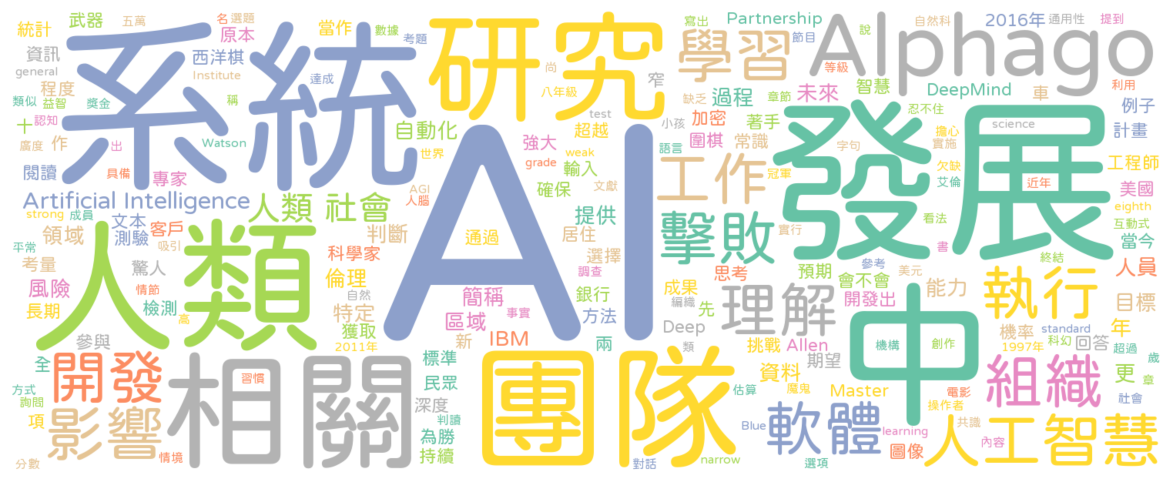 系統
研究
AI
發展
人類
Alphago
中
相關
團隊
學習
工作
擊敗
理解
執行
組織
人工智慧
軟體
開發
影響
人類 社會
Artificial Intelligence
統計
武器
五萬
名
選題
原本
資訊
西洋棋
general
程度
Institute
類似
益智
獎金
達成
十
認知
稱
廣度
作
出
Watson
閱讀
具備
專家
當作
數據
考題
自動化
世界
AGI
人腦
strong
成員
文本
測驗
客戶
領域
平常
吸引
驚人
考量
風險
情節
自然
長期
檢測
高
參與
2011年
全
方式
詢問
項
分數
情境
習慣
判斷
科學家
倫理
特定
獲取
標準
民眾
深度
判讀
為勝
持續
通過
簡稱
區域
新
IBM
尚
八年級
窄
test
超越
小孩
強大
grade
weak
輸入
確保
文獻
提供
居住
選擇
調查
成果
編織
事實
銀行
方法
兩
先
類
Deep
寫出
Partnership
節目
說
2016年
自然科
通用性
提到
等級
利用
過程
缺乏
章節
未來
智慧
DeepMind
忍不住
車
例子
加密
著手
圍棋
常識
語言
字句
冠軍
science
擔心
實施
計畫
欠缺
艾倫
近年
工程師
美國
eighth
看法
互動式
書
當今
實行
思考
預期
會不會
參考
終結
人員
美元
開發出
能力
目標
機率
standard
年
1997年
科幻
回答
超過
機構
創作
挑戰
Allen
期望
資料
魔鬼
Master
估算
電影
操作者
更
章
歲
社會
Blue
learning
共識
內容
圖像
narrow
對話
選項